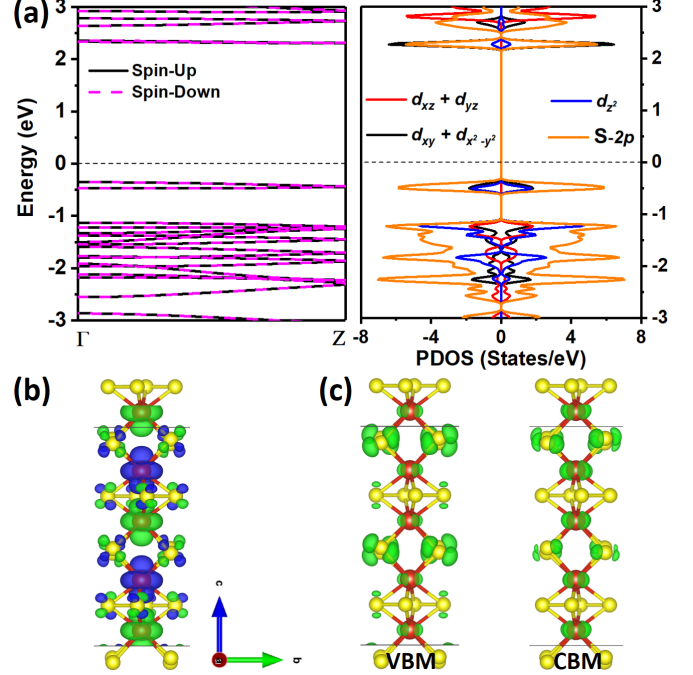 (a)
3
2
1
0
-1
-2
-3
Energy (eV)
Γ
Z
Spin-Up
Spin-Down
d_xz + d_yz
d_xy + d_x²-y²
d_z²
S-2p
3
2
1
0
-1
-2
-3
-8 -4 0 4 8
PDOS (States/eV)
(b)
(c)
c
b
VBM
CBM